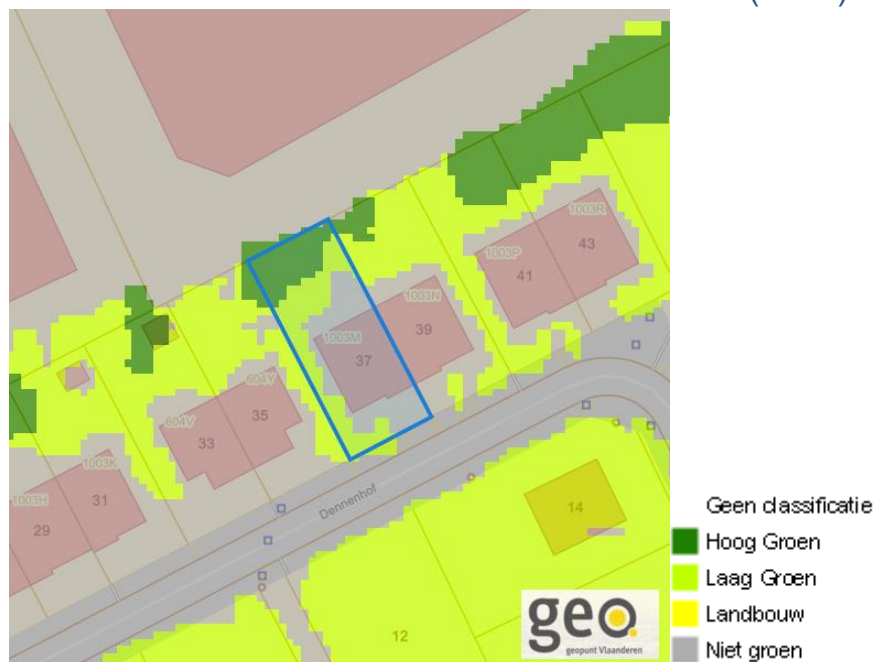 1003R
1003P
43
41
1003N
1003M
39
37
604Y
604V
35
33
1003K
1003H
31
29
Dennenhof
14
12
geo
geopunt Vlaanderen
Geen classificatie
Hoog Groen
Laag Groen
Landbouw
Niet groen